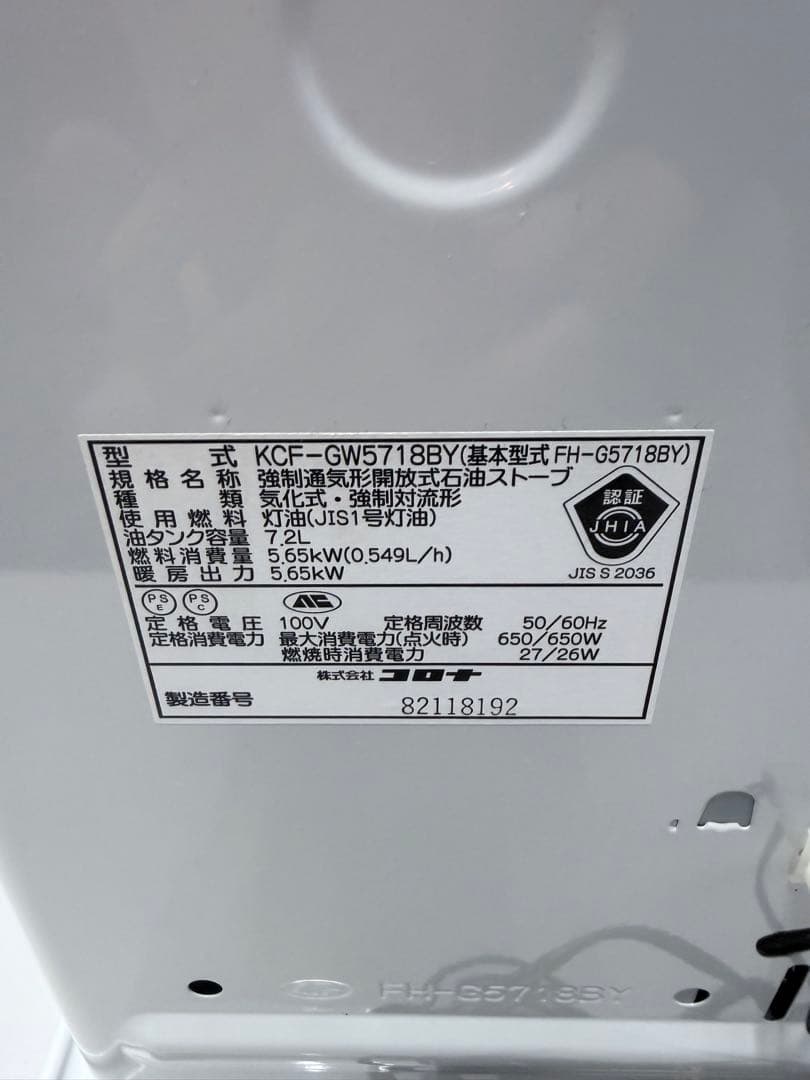 型式 KCF-GW5718BY(基本型式 FH-G5718BY)
規格名称 強制通気形開放式石油ストーブ
種類 気化式・強制対流形
使用燃料 灯油(JIS1号灯油)
油タンク容量 7.2L
燃料消費量 5.65kW(0.549L/h)
暖房出力 5.65kW
認証
JHIA
JIS S 2036
PS E PS C
定格電圧 100V 定格周波数 50/60Hz
定格消費電力 最大消費電力(点火時) 650/650W
燃焼時消費電力 27/26W
株式会社 コロナ
製造番号 82118192
FH-G5718BY